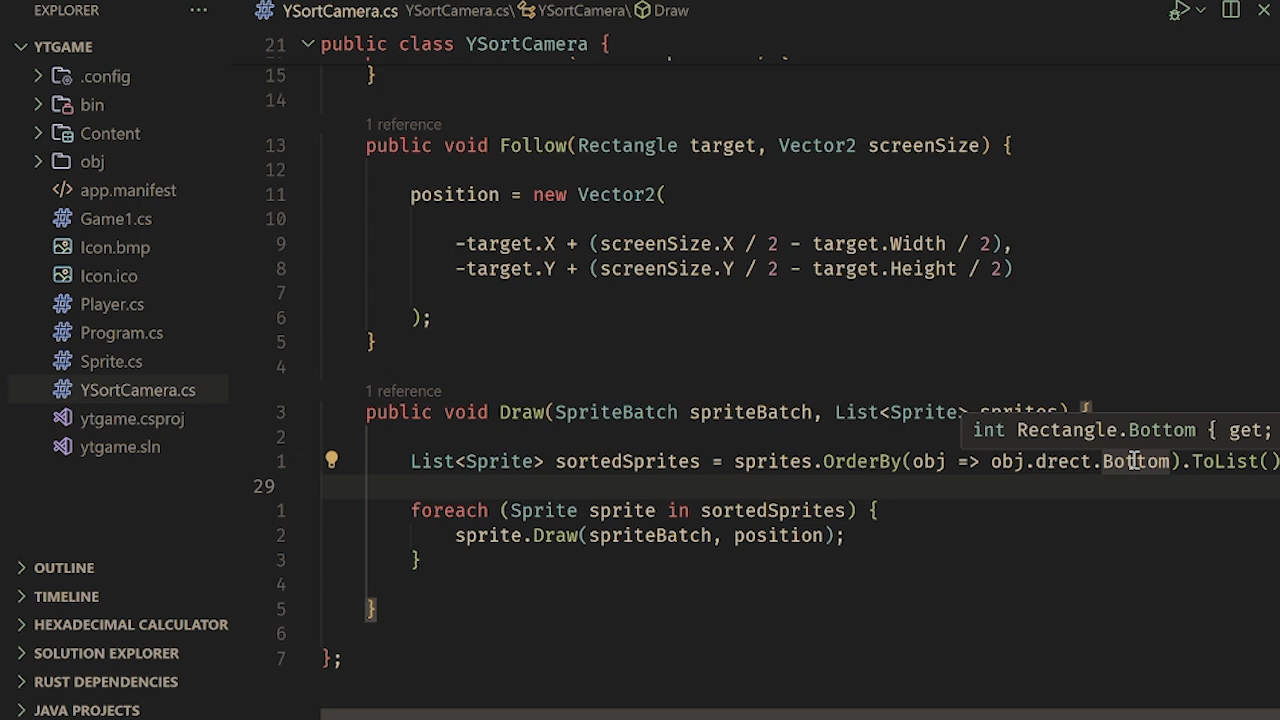 EXPLORER ···
YTGAME
.config
bin
Content
obj
app.manifest
Game1.cs
Icon.bmp
Icon.ico
Player.cs
Program.cs
Sprite.cs
YSortCamera.cs
ytgame.csproj
ytgame.sln
OUTLINE
TIMELINE
HEXADECIMAL CALCULATOR
SOLUTION EXPLORER
RUST DEPENDENCIES
JAVA PROJECTS
YSortCamera.cs YSortCamera.cs\ YSortCamera\ Draw
21 public class YSortCamera {
15 }
14
1 reference
13 public void Follow(Rectangle target, Vector2 screenSize) {
12
11 position = new Vector2(
10
9 -target.X + (screenSize.X / 2 - target.Width / 2),
8 -target.Y + (screenSize.Y / 2 - target.Height / 2)
7
6 );
5 }
4
1 reference
3 public void Draw(SpriteBatch spriteBatch, List<Sprite> sprites) {
int Rectangle.Bottom { get;
2
1 List<Sprite> sortedSprites = sprites.OrderBy(obj => obj.drect.Bottom).ToList()
29
1 foreach (Sprite sprite in sortedSprites) {
2 sprite.Draw(spriteBatch, position);
3 }
4
5 }
6
7 };